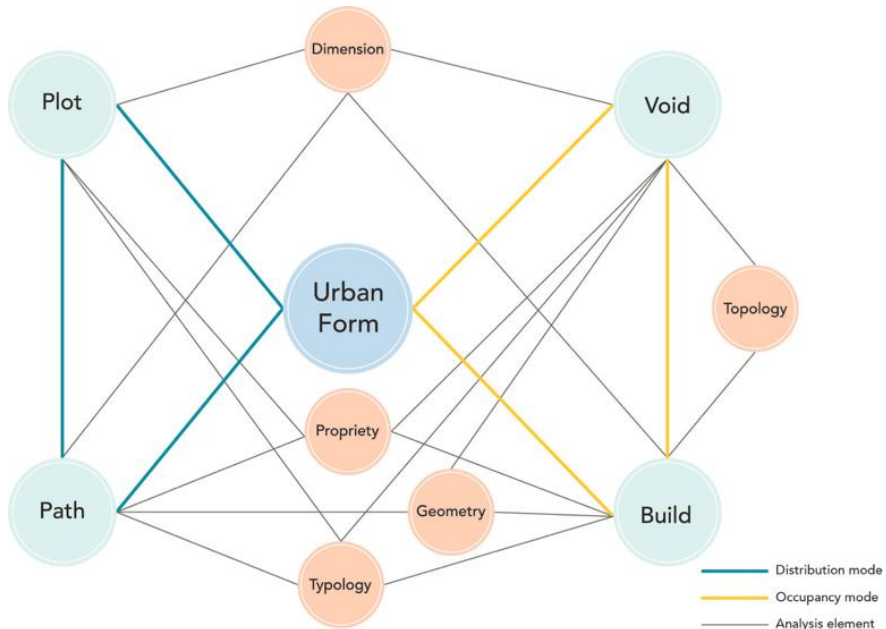 Dimension
Plot
Void
Urban
Form
Topology
Propriety
Path
Geometry
Build
Typology
Distribution mode
Occupancy mode
Analysis element